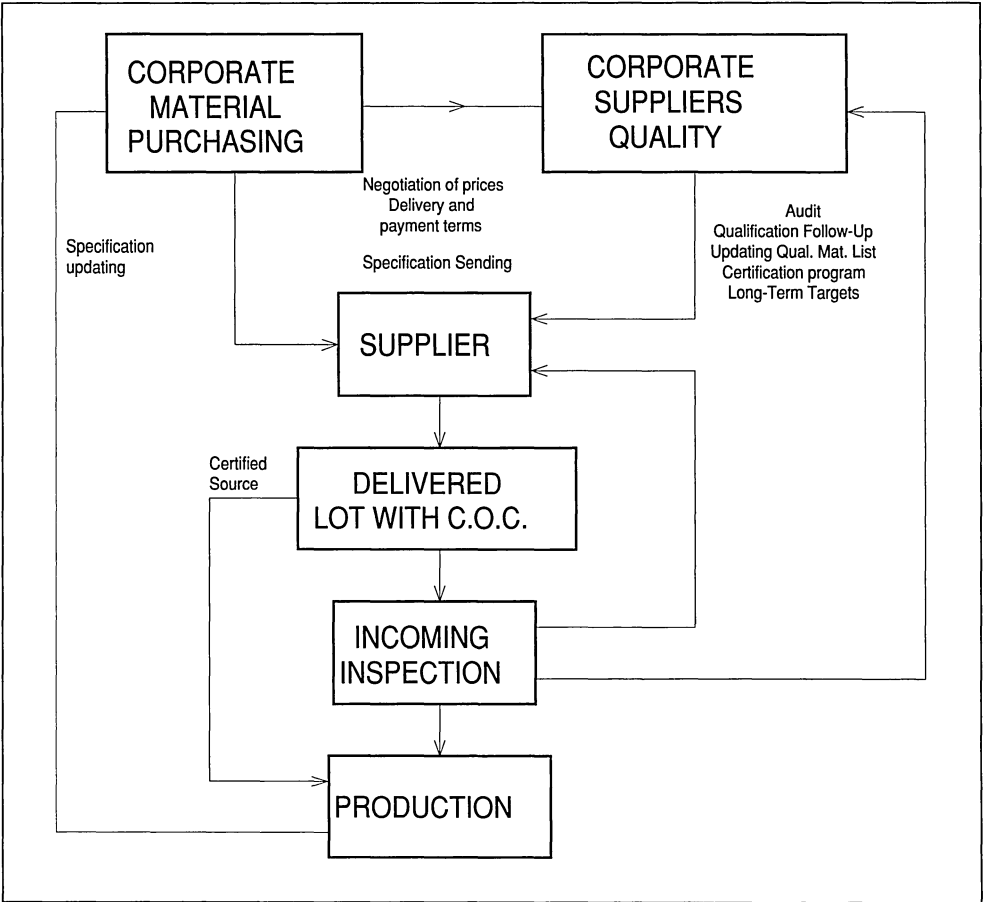 CORPORATE
MATERIAL
PURCHASING
CORPORATE
SUPPLIERS
QUALITY
Negotiation of prices
Delivery and
payment terms
Specification Sending
Audit
Qualification Follow-Up
Updating Qual. Mat. List
Certification program
Long-Term Targets
Specification
updating
SUPPLIER
Certified
Source
DELIVERED
LOT WITH C.O.C.
INCOMING
INSPECTION
PRODUCTION